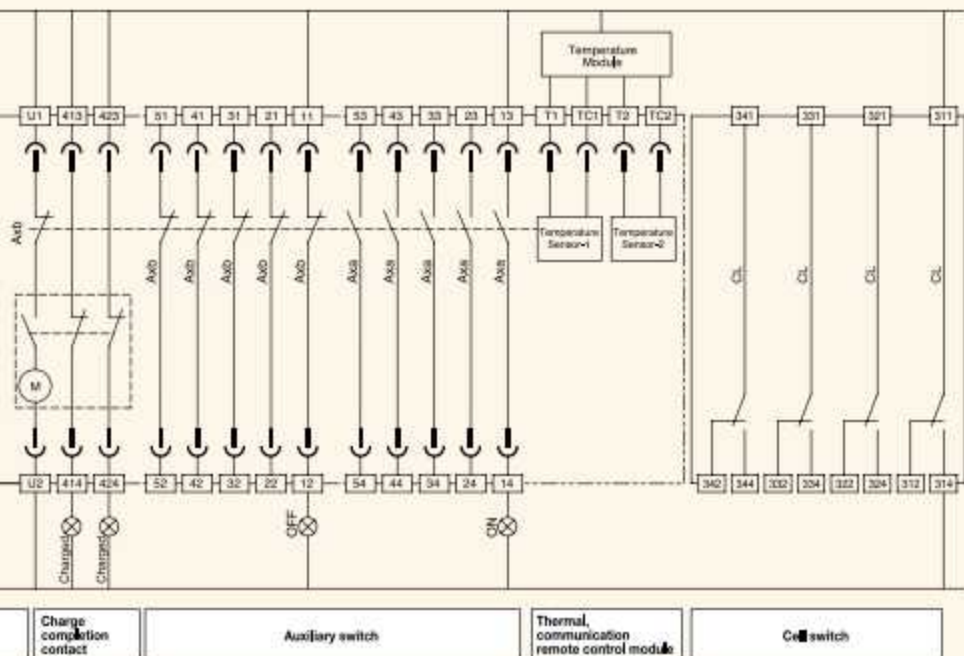 Temperature
Module
U1 413 423 51 41 31 21 11 53 43 33 23 13 T1 TC1 T2 TC2 341 331 321 311
Axb
Temperature
Sensor-1
Temperature
Sensor-2
Axb Axb Axb Axb Axb Axa Axa Axa Axa Axa
CL CL CL CL
M
U2 414 424 52 42 32 22 12 54 44 34 24 14 342 344 332 334 322 324 312 314
Charged Charged OFF ON
Charge
completion
contact
Auxiliary switch
Thermal,
communication
remote control module
Cell switch